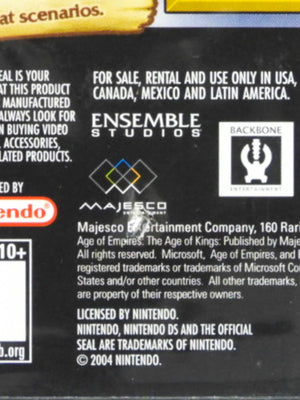 at scenarios.
EAL IS YOUR
AT THIS PRODUCT
MANUFACTURED
ALWAYS LOOK FOR
N BUYING VIDEO
ACCESSORIES,
LATED PRODUCTS.
ED BY
endo®
10+
b.org
FOR SALE, RENTAL AND USE ONLY IN USA,
CANADA, MEXICO AND LATIN AMERICA.
ENSEMBLE
STUDIOS
BACKBONE
ENTERTAINMENT
MAJESCO
ENTERTAINMENT
Majesco Entertainment Company, 160 Rari
Age of Empires: The Age of Kings: Published by Maje
All rights reserved. Microsoft, Age of Empires, and
registered trademarks or trademarks of Microsoft Co
States and/or other countries. All other trademarks
are property of their respective owners.
LICENSED BY NINTENDO.
NINTENDO, NINTENDO DS AND THE OFFICIAL
SEAL ARE TRADEMARKS OF NINTENDO.
© 2004 NINTENDO.